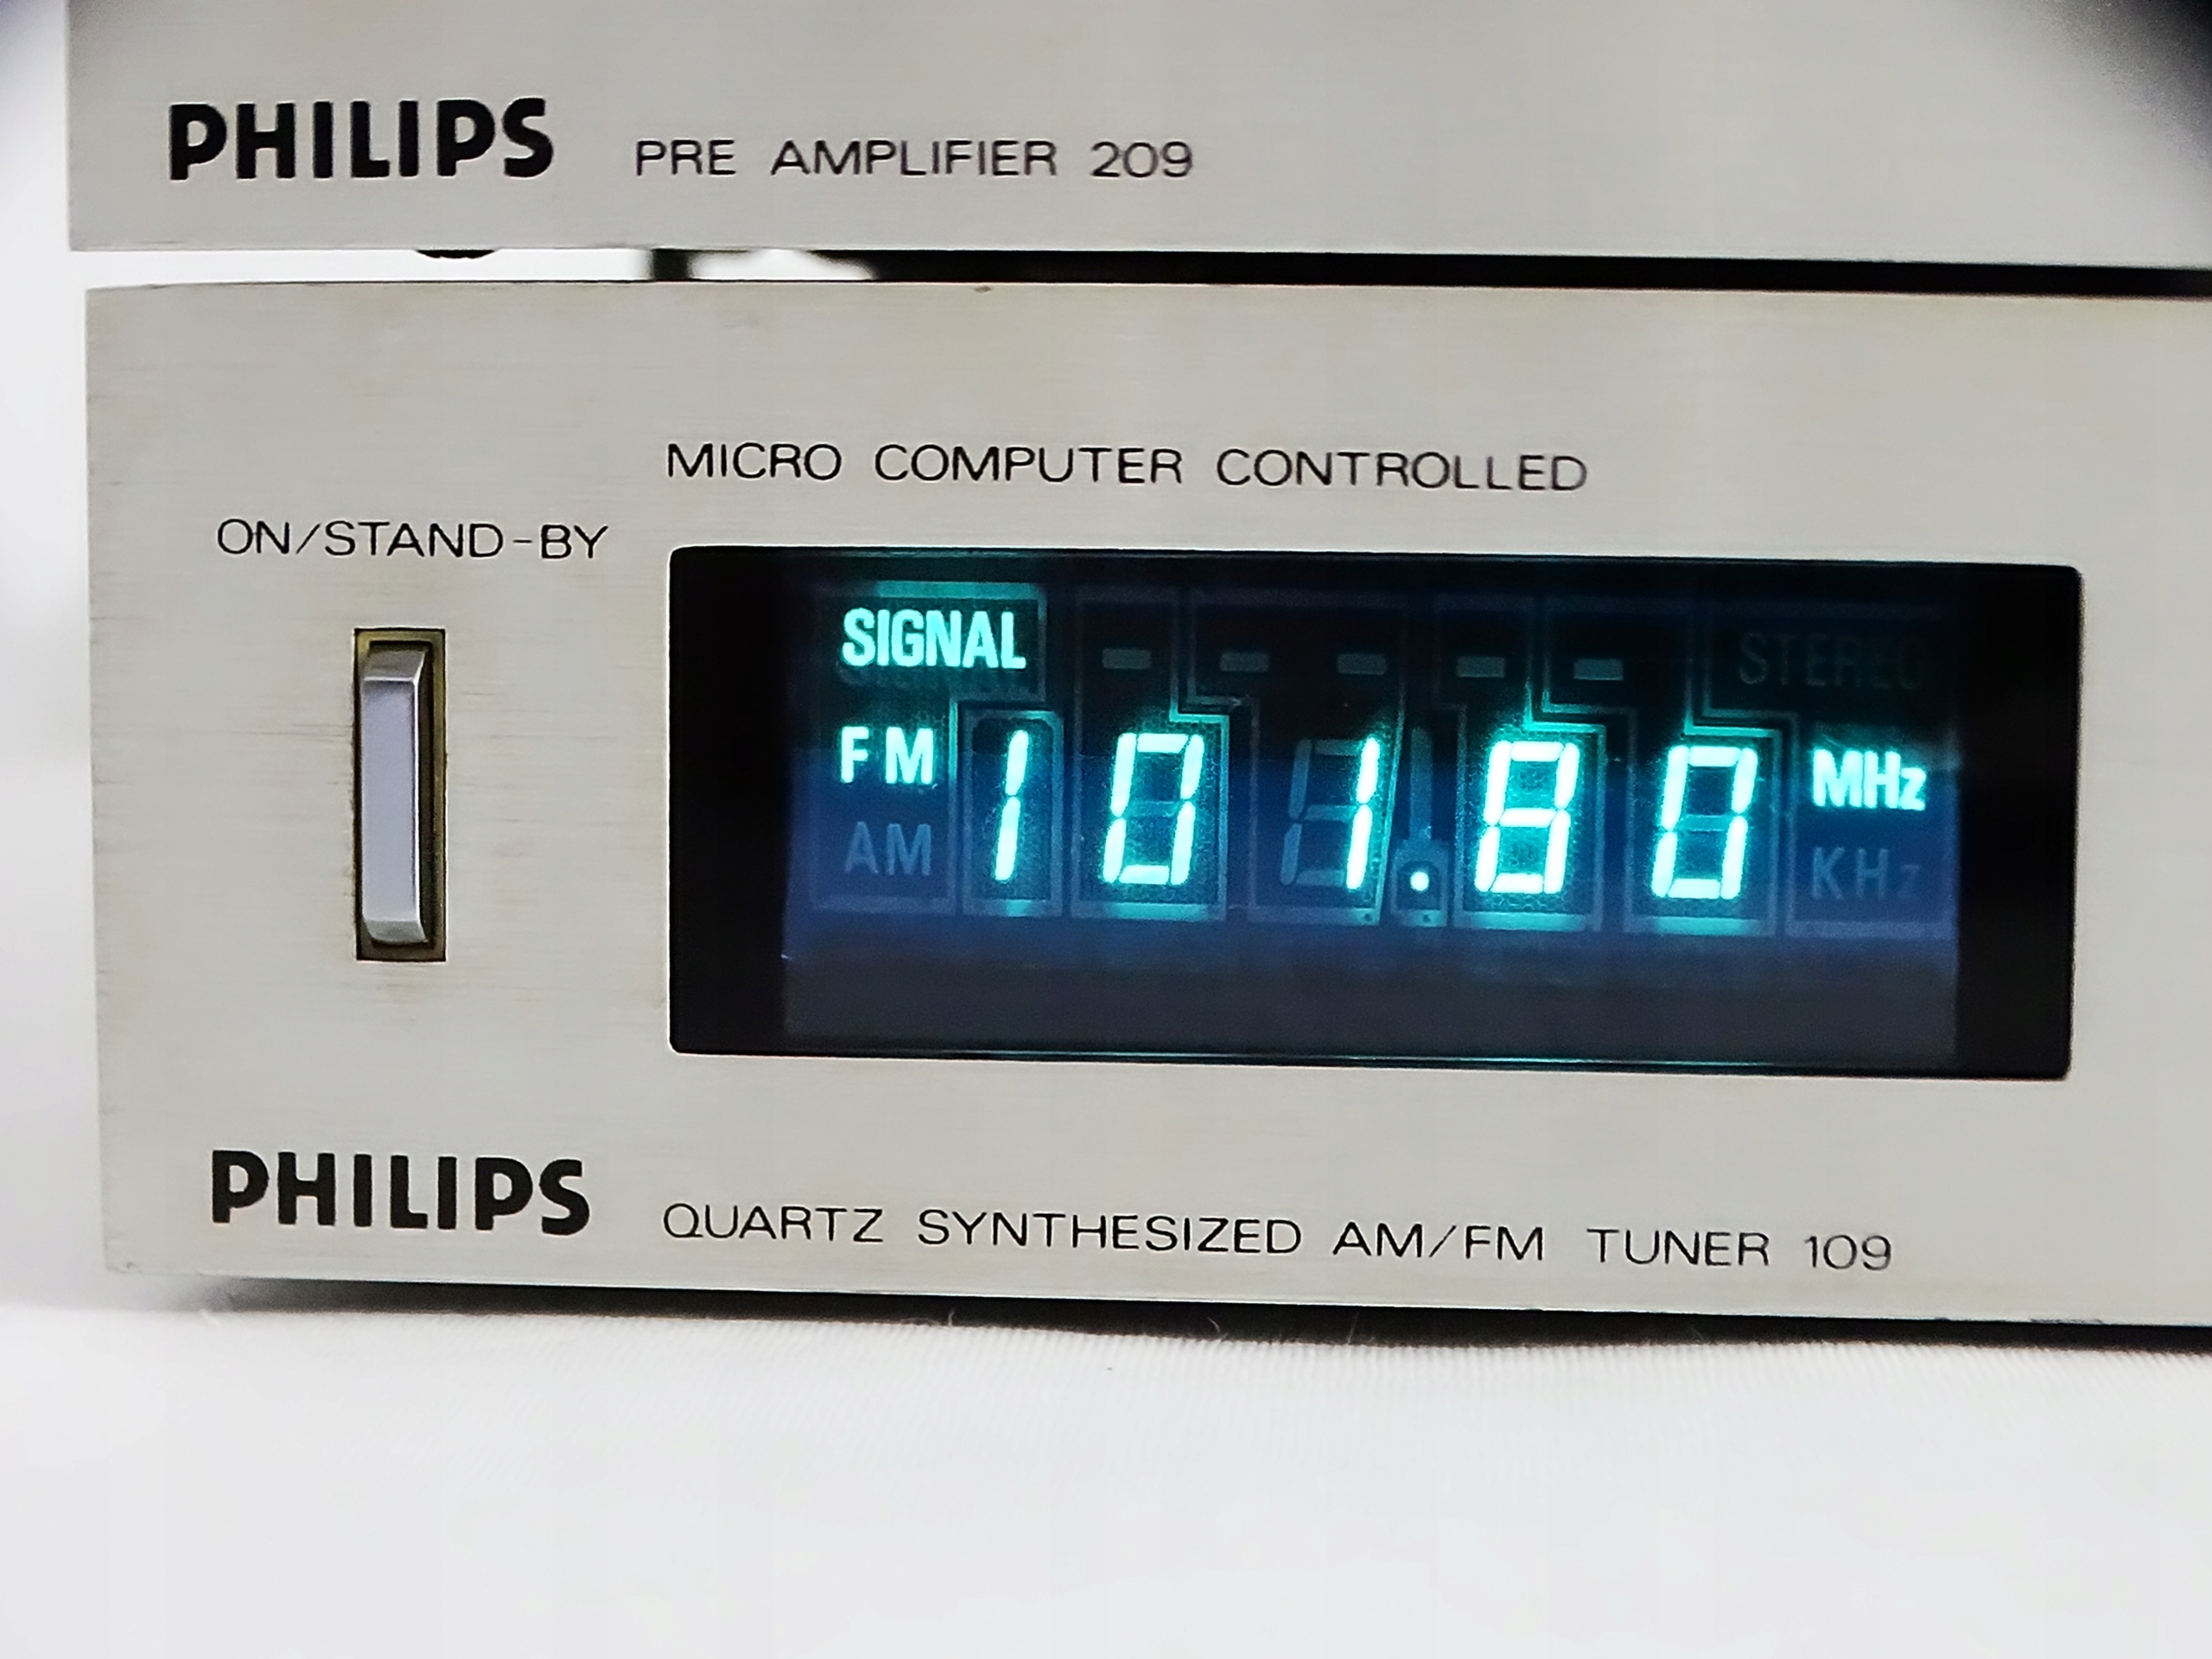 PHILIPS PRE AMPLIFIER 209
MICRO COMPUTER CONTROLLED
ON/STAND-BY
SIGNAL STEREO
FM 101.80 MHz
AM KHz
PHILIPS QUARTZ SYNTHESIZED AM/FM TUNER 109